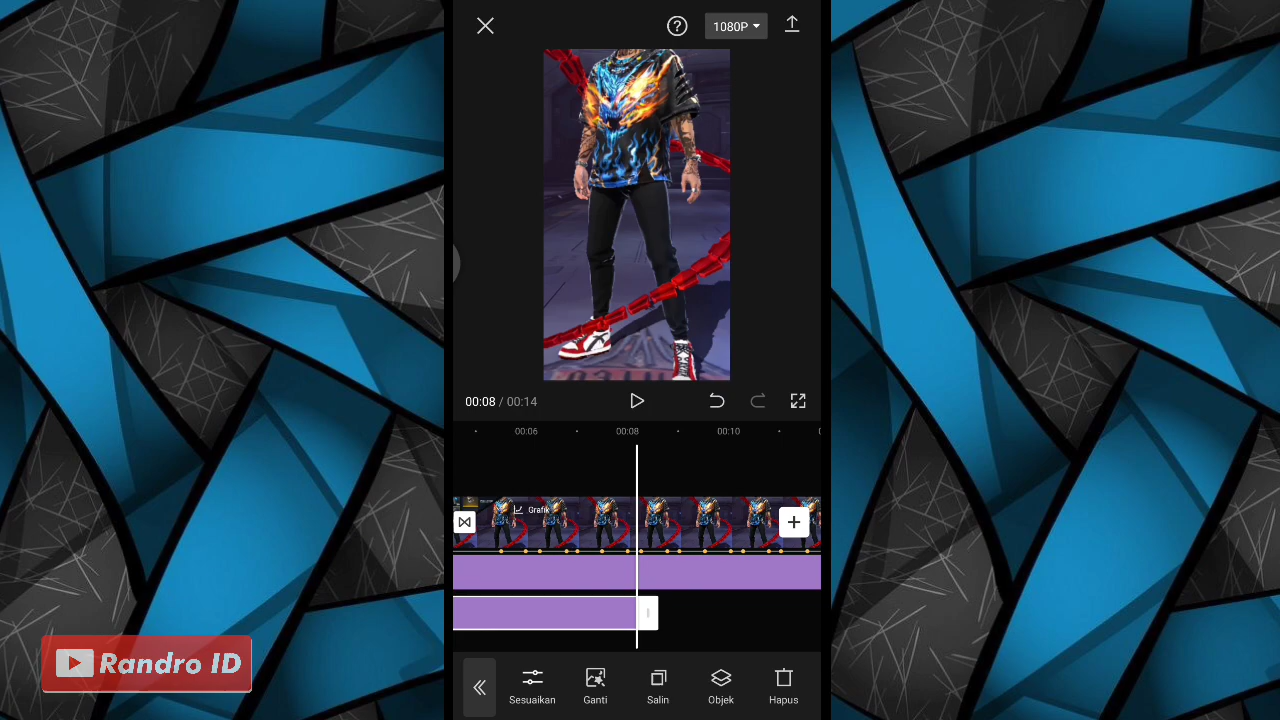 1080P
00:08 / 00:14
00:06
00:08
00:10
Grafik
Randro ID
Sesuaikan
Ganti
Salin
Objek
Hapus